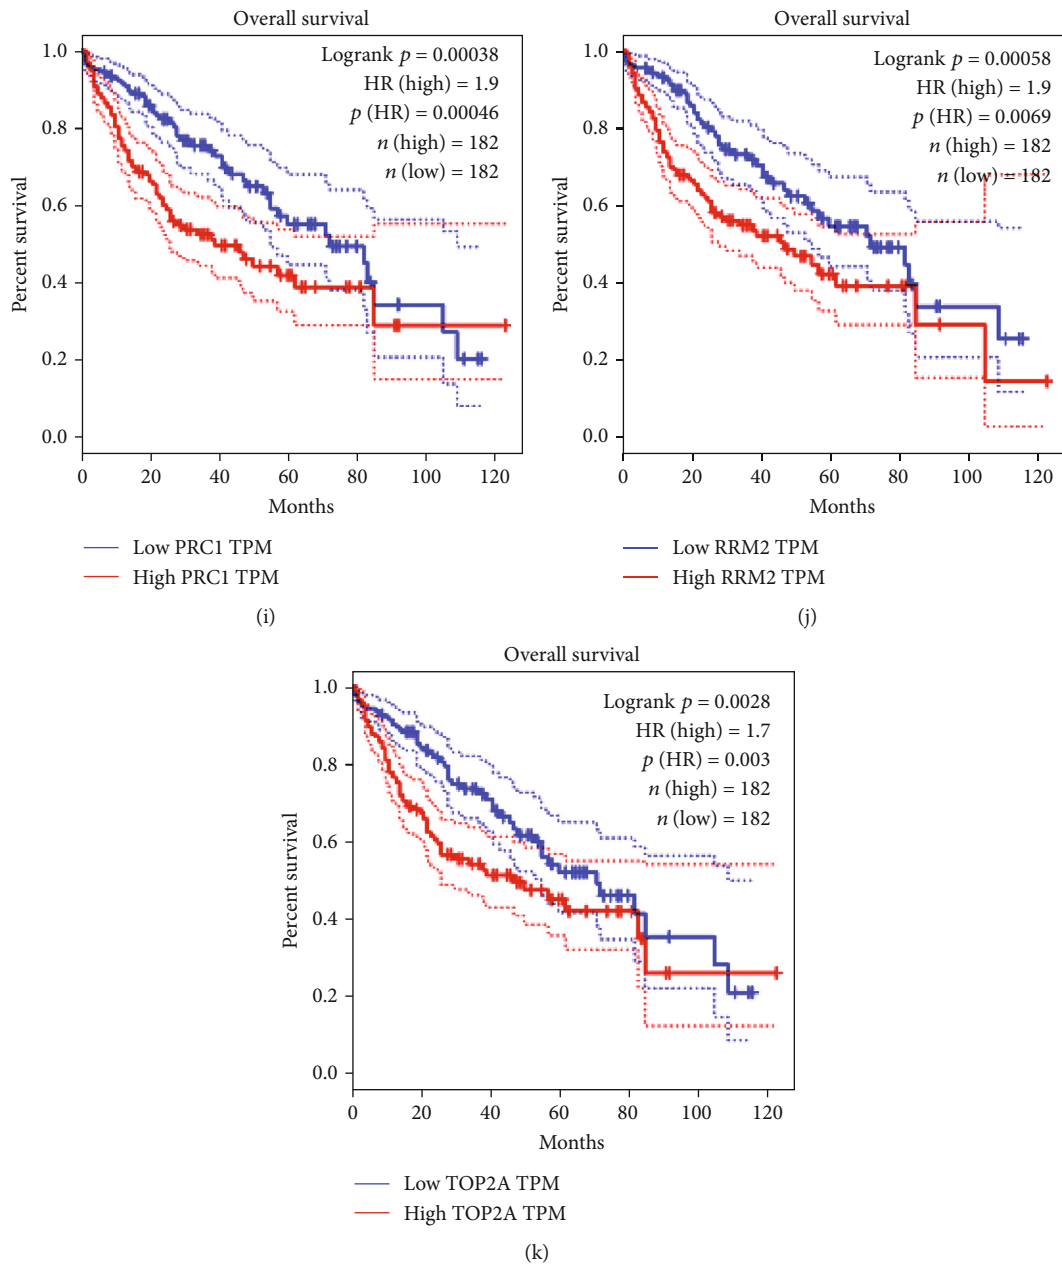 Overall survival
Logrank p = 0.00038
HR (high) = 1.9
p (HR) = 0.00046
n (high) = 182
n (low) = 182
Percent survival
1.0
0.8
0.6
0.4
0.2
0.0
0 20 40 60 80 100 120
Months
Low PRC1 TPM
High PRC1 TPM
(i)
Overall survival
Logrank p = 0.00058
HR (high) = 1.9
p (HR) = 0.0069
n (high) = 182
n (low) = 182
Percent survival
1.0
0.8
0.6
0.4
0.2
0.0
0 20 40 60 80 100 120
Months
Low RRM2 TPM
High RRM2 TPM
(j)
Overall survival
Logrank p = 0.0028
HR (high) = 1.7
p (HR) = 0.003
n (high) = 182
n (low) = 182
Percent survival
1.0
0.8
0.6
0.4
0.2
0.0
0 20 40 60 80 100 120
Months
Low TOP2A TPM
High TOP2A TPM
(k)